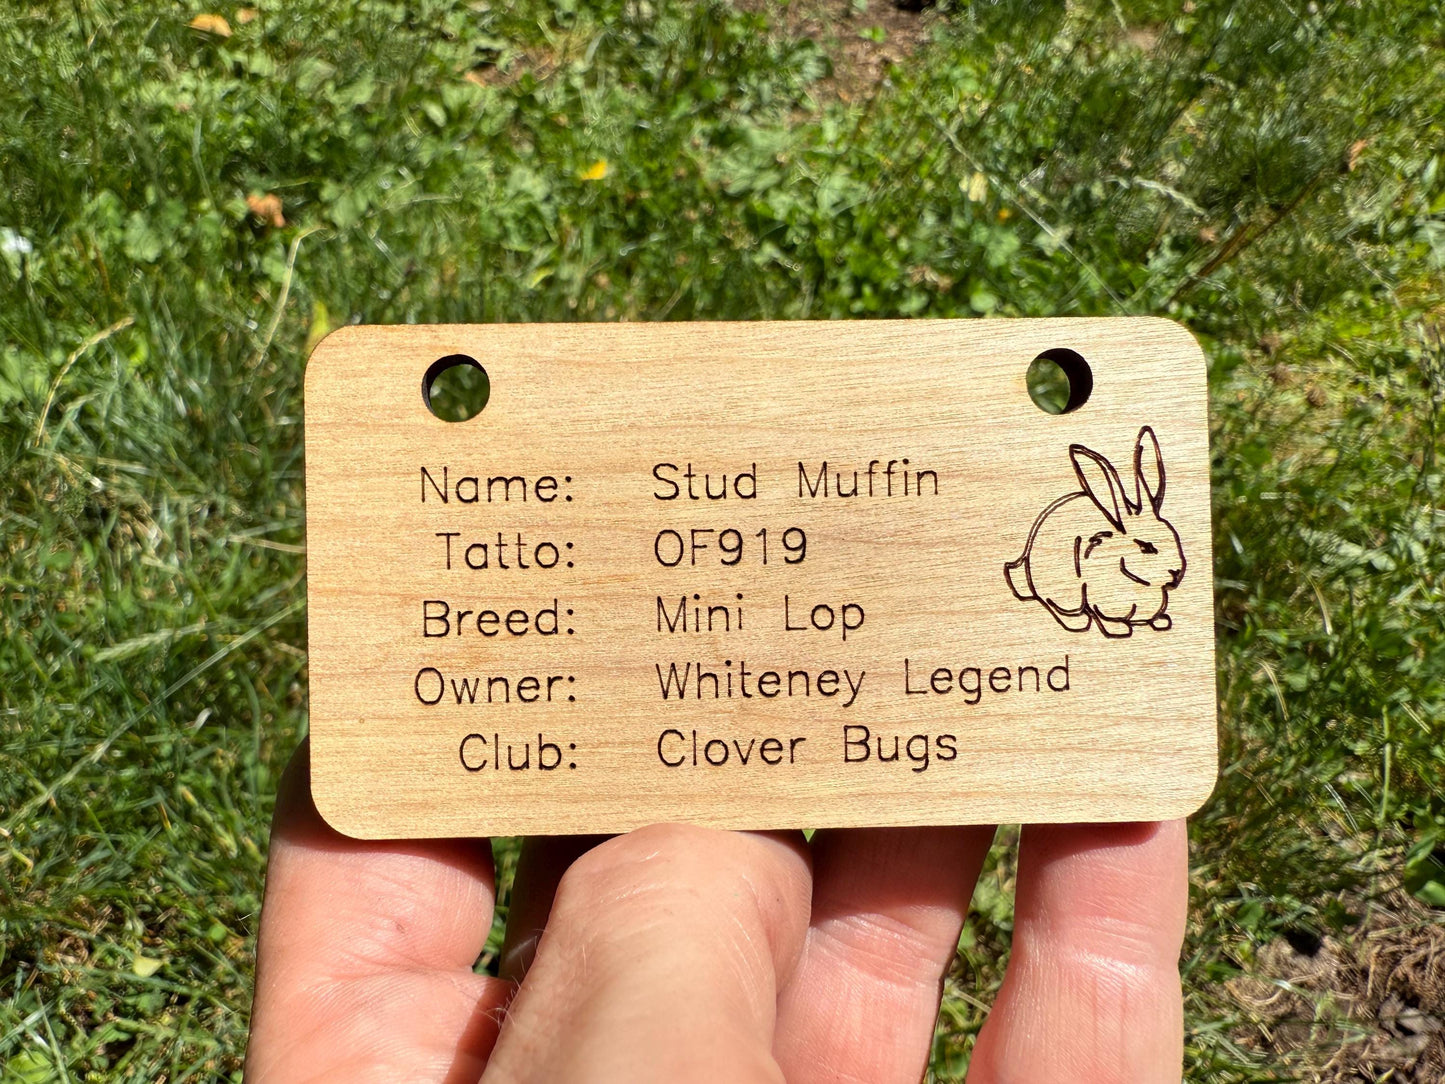 Name: Stud Muffin
Tatto: OF919
Breed: Mini Lop
Owner: Whiteney Legend
Club: Clover Bugs